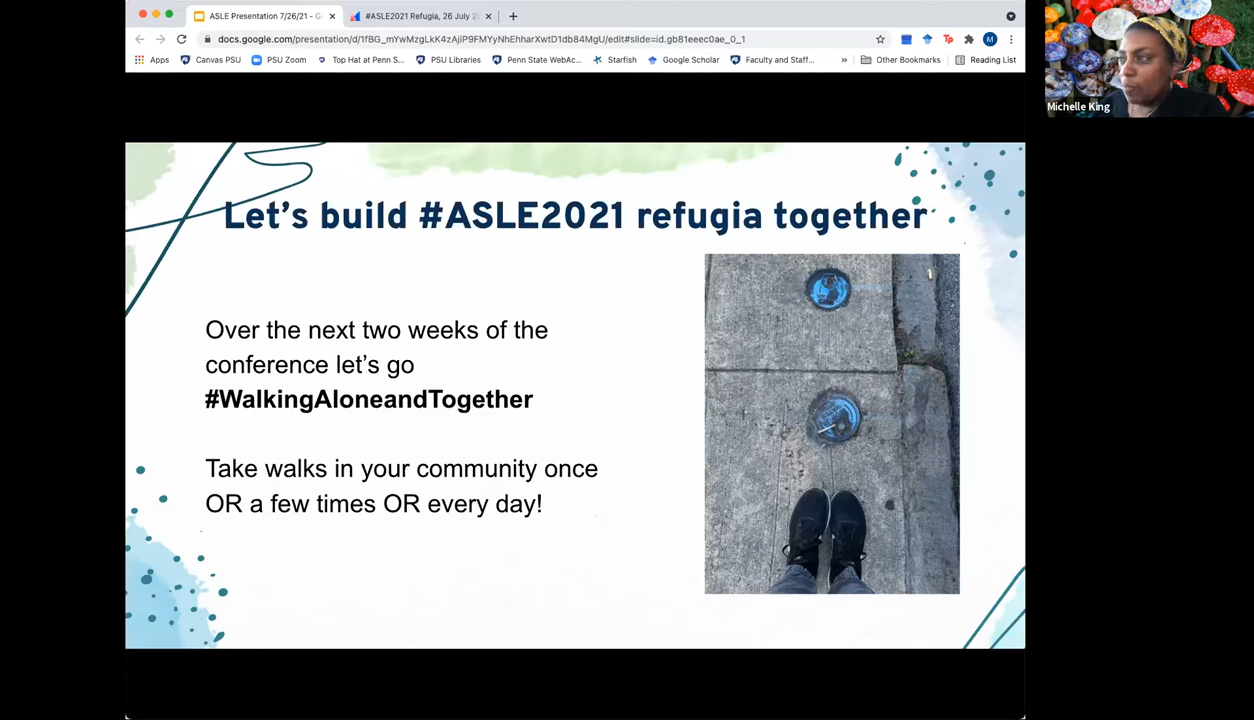 ASLE Presentation 7/26/21 - G
#ASLE2021 Refugia, 26 July 2
docs.google.com/presentation/d/1fBG_mYwMzgLkK4zAjiP9FMYyNhEhharXwtD1db84MgU/edit#slide=id.gb81eeec0ae_0_1
Apps Canvas PSU PSU Zoom Top Hat at Penn S... PSU Libraries Penn State WebAc... Starfish Google Scholar Faculty and Staff... » Other Bookmarks Reading List
Michelle King
Let's build #ASLE2021 refugia together
Over the next two weeks of the
conference let's go
#WalkingAloneandTogether
Take walks in your community once
OR a few times OR every day!